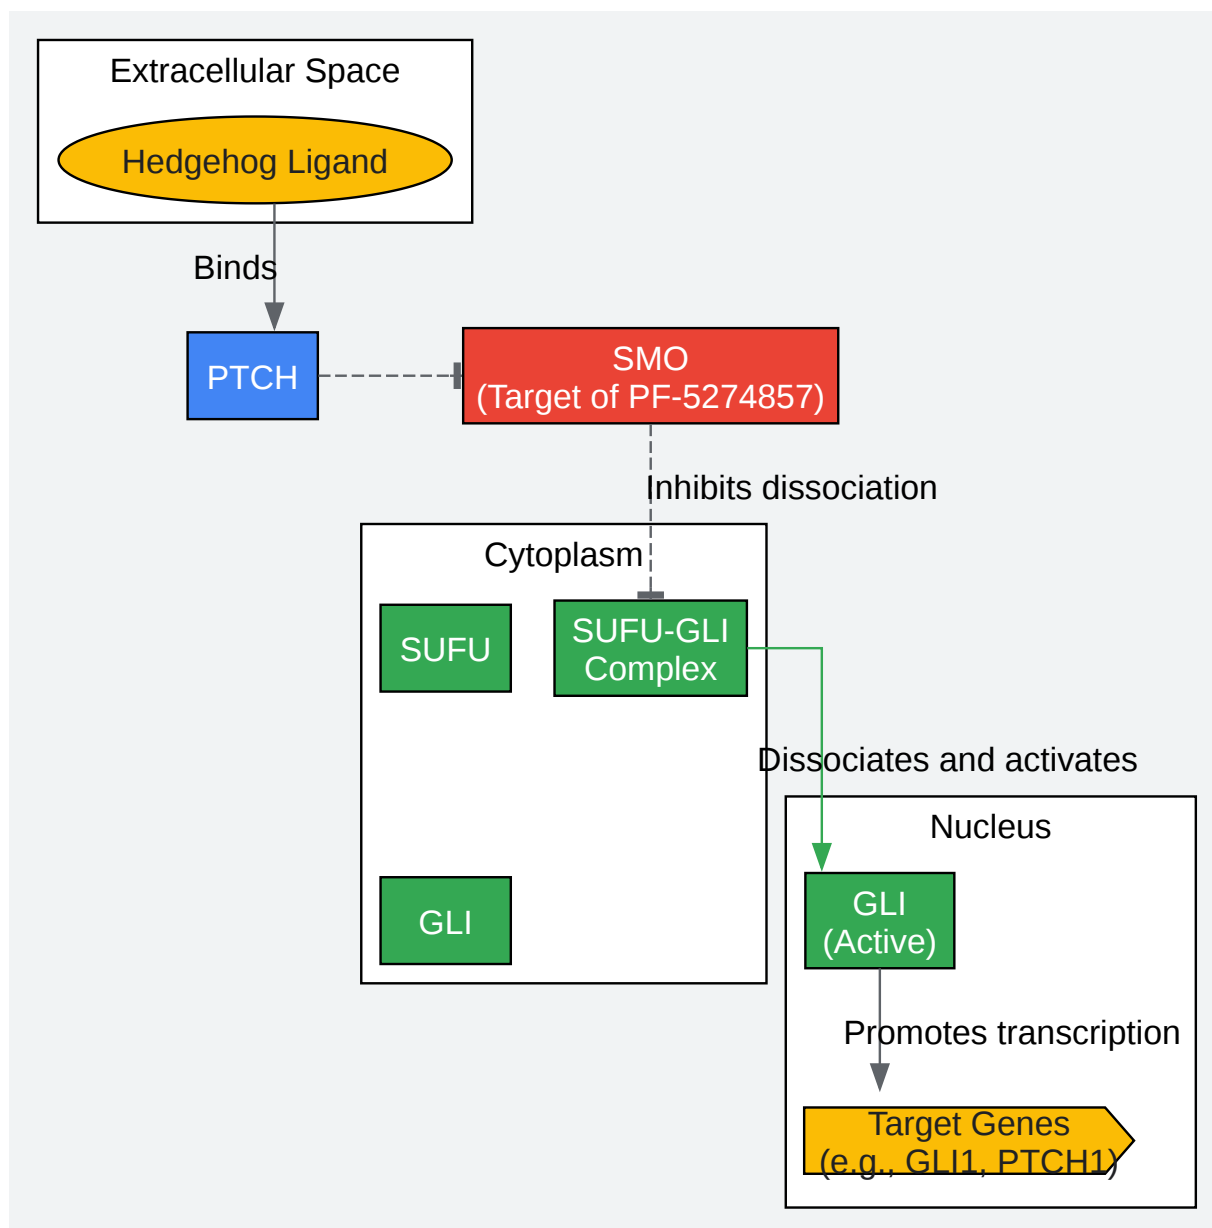 Extracellular Space
Hedgehog Ligand
Binds
PTCH
SMO
(Target of PF-5274857)
Inhibits dissociation
Cytoplasm
SUFU
SUFU-GLI
Complex
Dissociates and activates
Nucleus
GLI
GLI
(Active)
Promotes transcription
Target Genes
(e.g., GLI1, PTCH1)